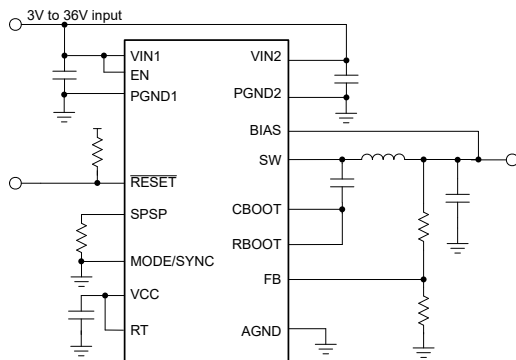 3V to 36V input
VIN1
EN
PGND1
RESET
SPSP
MODE/SYNC
VCC
RT
VIN2
PGND2
BIAS
SW
CBOOT
RBOOT
FB
AGND